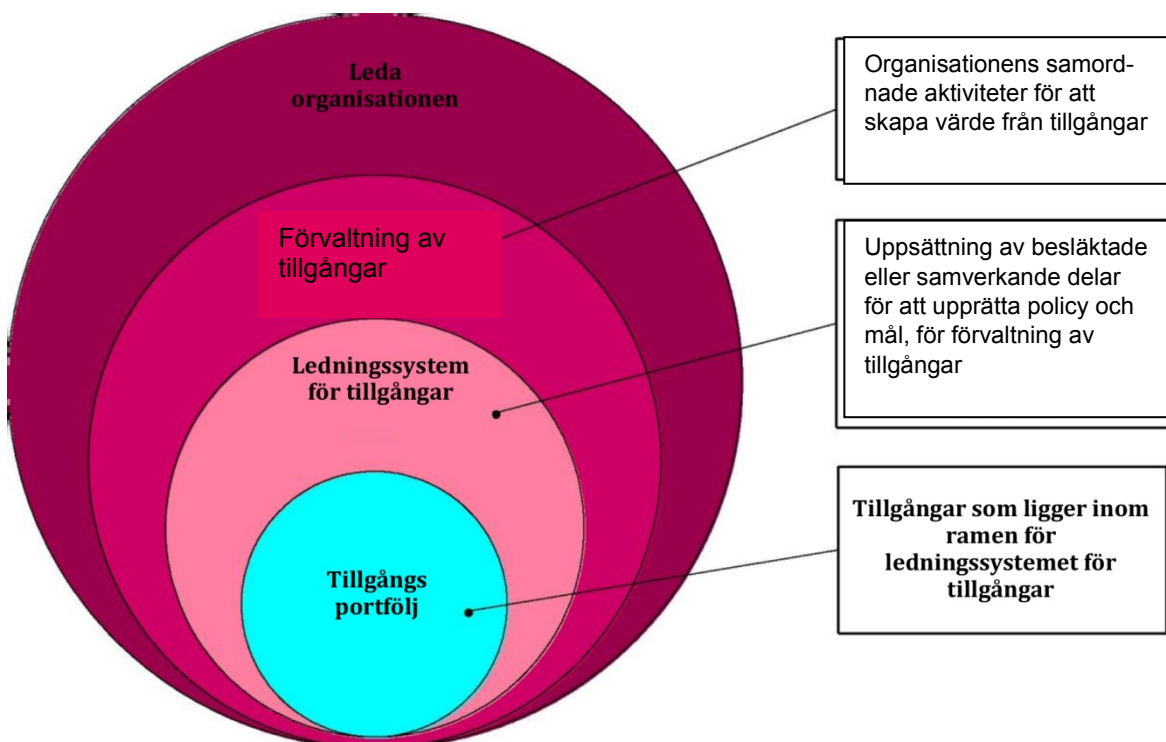 Leda
organisationen
Förvaltning av
tillgångar
Ledningssystem
för tillgångar
Tillgångs
portfölj
Organisationens samord-
nade aktiviteter för att
skapa värde från tillgångar
Uppsättning av besläktade
eller samverkande delar
för att upprätta policy och
mål, för förvaltning av
tillgångar
Tillgångar som ligger inom
ramen för
ledningssystemet för
tillgångar